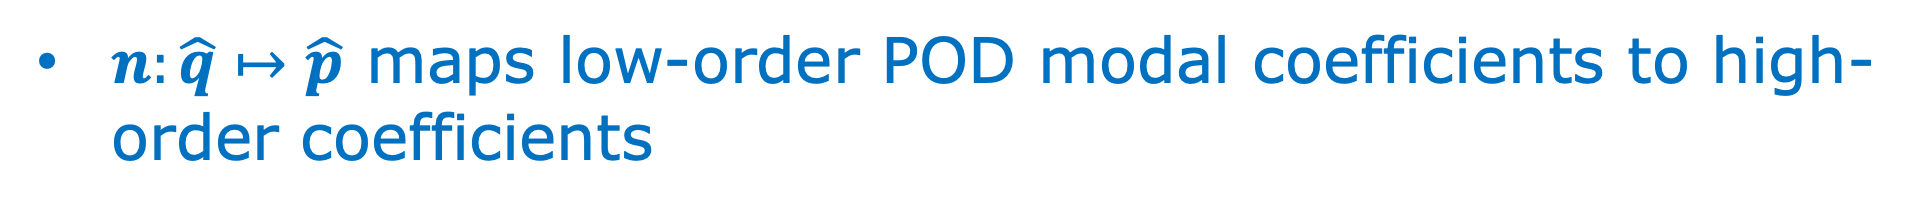 • 𝒏: 𝒒̂ ↦ 𝒑̂ maps low-order POD modal coefficients to high-
order coefficients